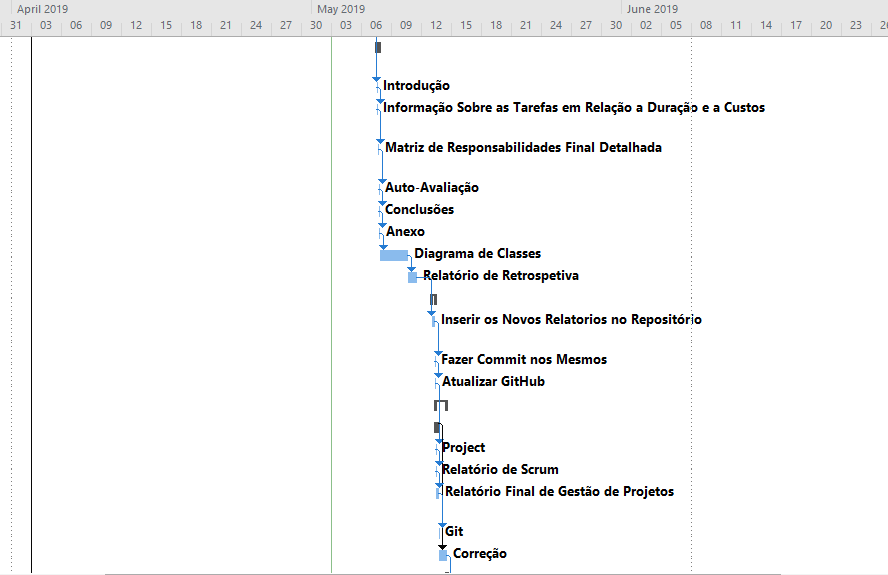 April 2019 May 2019 June 2019
31 03 06 09 12 15 18 21 24 27 30 03 06 09 12 15 18 21 24 27 30 02 05 08 11 14 17 20 23
Introdução
Informação Sobre as Tarefas em Relação a Duração e a Custos
Matriz de Responsabilidades Final Detalhada
Auto-Avaliação
Conclusões
Anexo
Diagrama de Classes
Relatório de Retrospetiva
Inserir os Novos Relatorios no Repositório
Fazer Commit nos Mesmos
Atualizar GitHub
Project
Relatório de Scrum
Relatório Final de Gestão de Projetos
Git
Correção